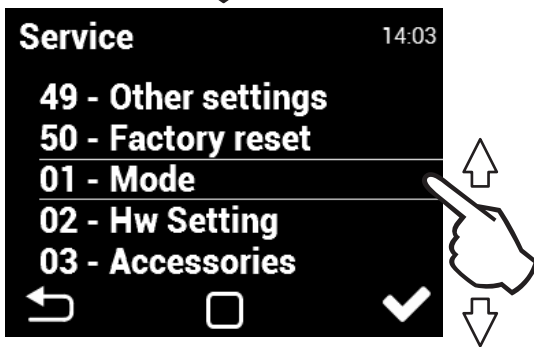 Service 14:03
49 - Other settings
50 - Factory reset
01 - Mode
02 - Hw Setting
03 - Accessories